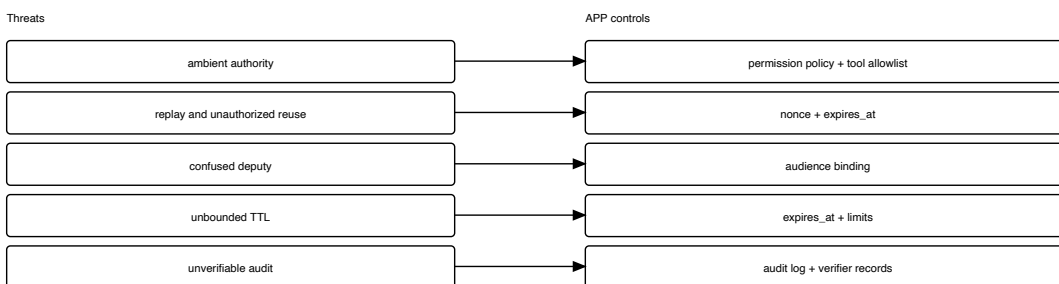 Threats
APP controls
ambient authority
permission policy + tool allowlist
replay and unauthorized reuse
nonce + expires_at
confused deputy
audience binding
unbounded TTL
expires_at + limits
unverifiable audit
audit log + verifier records